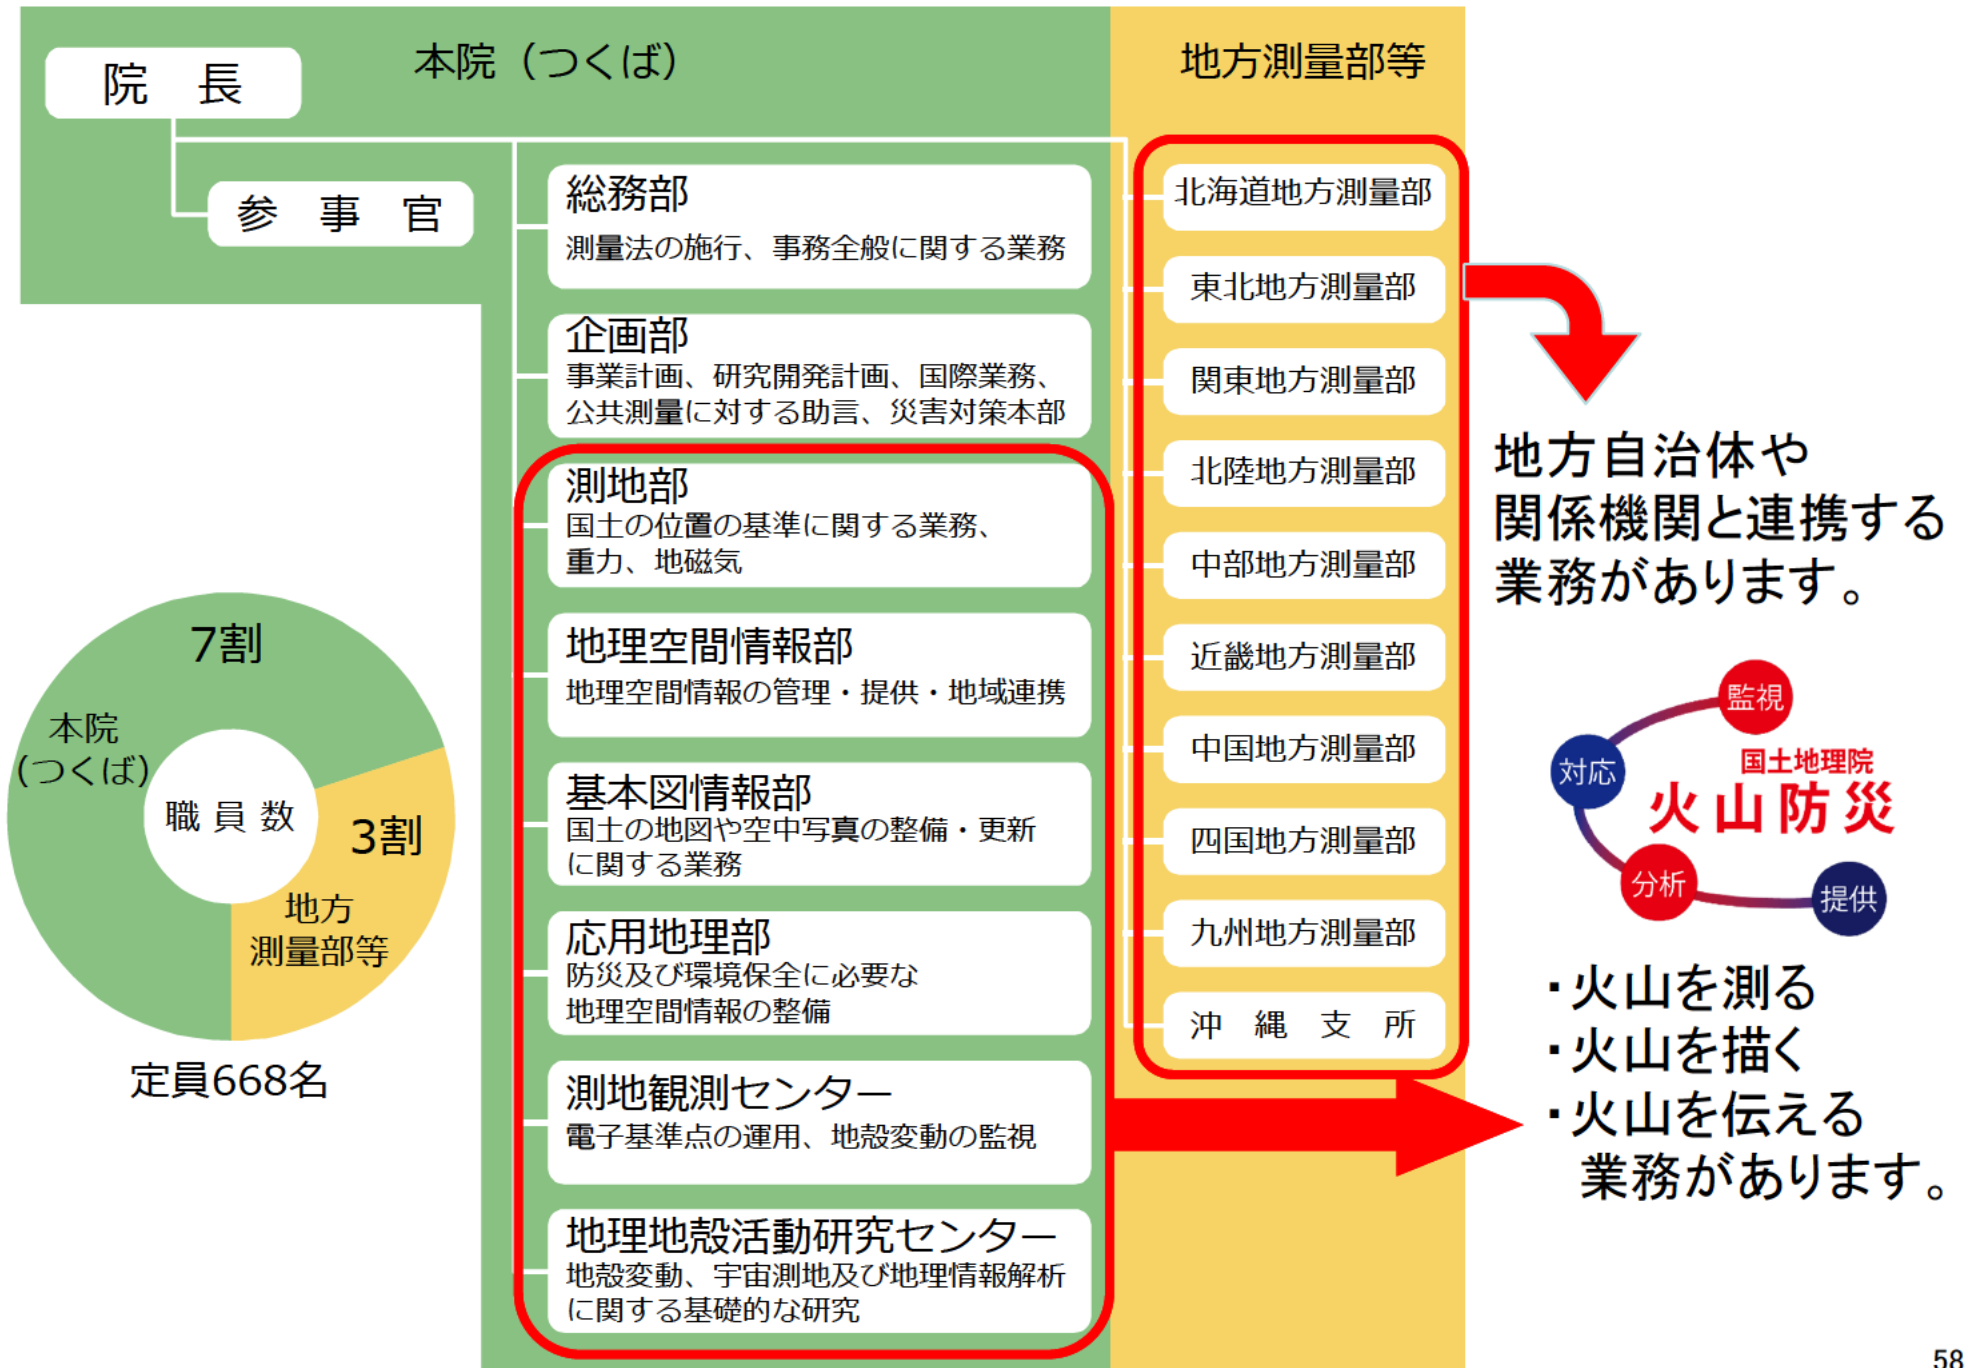 本院（つくば）
院　長
参　事　官
総務部
測量法の施行、事務全般に関する業務
企画部
事業計画、研究開発計画、国際業務、
公共測量に対する助言、災害対策本部
測地部
国土の位置の基準に関する業務、
重力、地磁気
地理空間情報部
地理空間情報の管理・提供・地域連携
基本図情報部
国土の地図や空中写真の整備・更新
に関する業務
応用地理部
防災及び環境保全に必要な
地理空間情報の整備
測地観測センター
電子基準点の運用、地殻変動の監視
地理地殻活動研究センター
地殻変動、宇宙測地及び地理情報解析
に関する基礎的な研究
地方測量部等
北海道地方測量部
東北地方測量部
関東地方測量部
北陸地方測量部
中部地方測量部
近畿地方測量部
中国地方測量部
四国地方測量部
九州地方測量部
沖　縄　支　所
7割
本院
（つくば）
職 員 数
3割
地方
測量部等
定員668名
地方自治体や
関係機関と連携する
業務があります。
監視
対応
国土地理院
火山防災
分析
提供
・火山を測る
・火山を描く
・火山を伝える
業務があります。
58